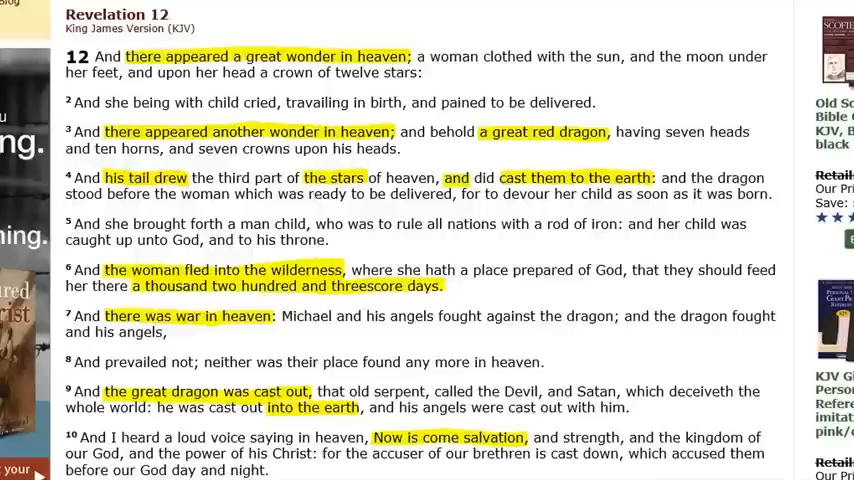 Blog
Revelation 12
King James Version (KJV)
12 And there appeared a great wonder in heaven; a woman clothed with the sun, and the moon under
her feet, and upon her head a crown of twelve stars:
2 And she being with child cried, travailing in birth, and pained to be delivered.
3 And there appeared another wonder in heaven; and behold a great red dragon, having seven heads
and ten horns, and seven crowns upon his heads.
4 And his tail drew the third part of the stars of heaven, and did cast them to the earth: and the dragon
stood before the woman which was ready to be delivered, for to devour her child as soon as it was born.
5 And she brought forth a man child, who was to rule all nations with a rod of iron: and her child was
caught up unto God, and to his throne.
6 And the woman fled into the wilderness, where she hath a place prepared of God, that they should feed
her there a thousand two hundred and threescore days.
7 And there was war in heaven: Michael and his angels fought against the dragon; and the dragon fought
and his angels,
8 And prevailed not; neither was their place found any more in heaven.
9 And the great dragon was cast out, that old serpent, called the Devil, and Satan, which deceiveth the
whole world: he was cast out into the earth, and his angels were cast out with him.
10 And I heard a loud voice saying in heaven, Now is come salvation, and strength, and the kingdom of
our God, and the power of his Christ: for the accuser of our brethren is cast down, which accused them
before our God day and night.
u
ng.
ning.
ured
rist
your
SCOFIE
Old Sc
Bible 
KJV, B
black
Retail
Our Pri
Save:
KJV Gi
Person
Refere
imitat
pink/c
Retail
Our Pri